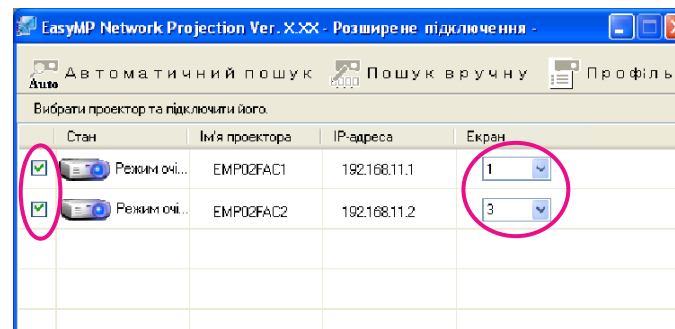 EasyMP Network Projection Ver. X.XX - Розширене підключення -
Auto Автоматичний пошук Пошук вручну Профіль
Вибрати проектор та підключити його.
Стан Ім'я проектора IP-адреса Екран
Режим очі... EMP02FAC1 192.168.11.1 1
Режим очі... EMP02FAC2 192.168.11.2 3